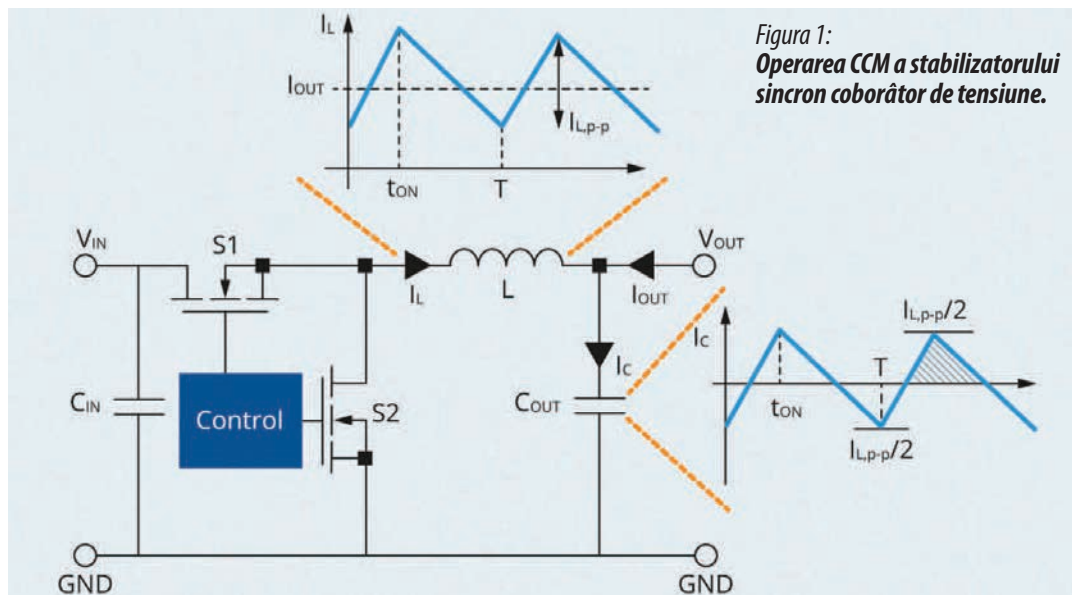 Figura 1:
Operarea CCM a stabilizatorului
sincron coborâtor de tensiune.
IL
IOUT
IL,p-p
tON
T
VIN
S1
IL
L
VOUT
IOUT
IC
COUT
CIN
Control
S2
GND
GND
IC
IL,p-p/2
T
tON
IL,p-p/2